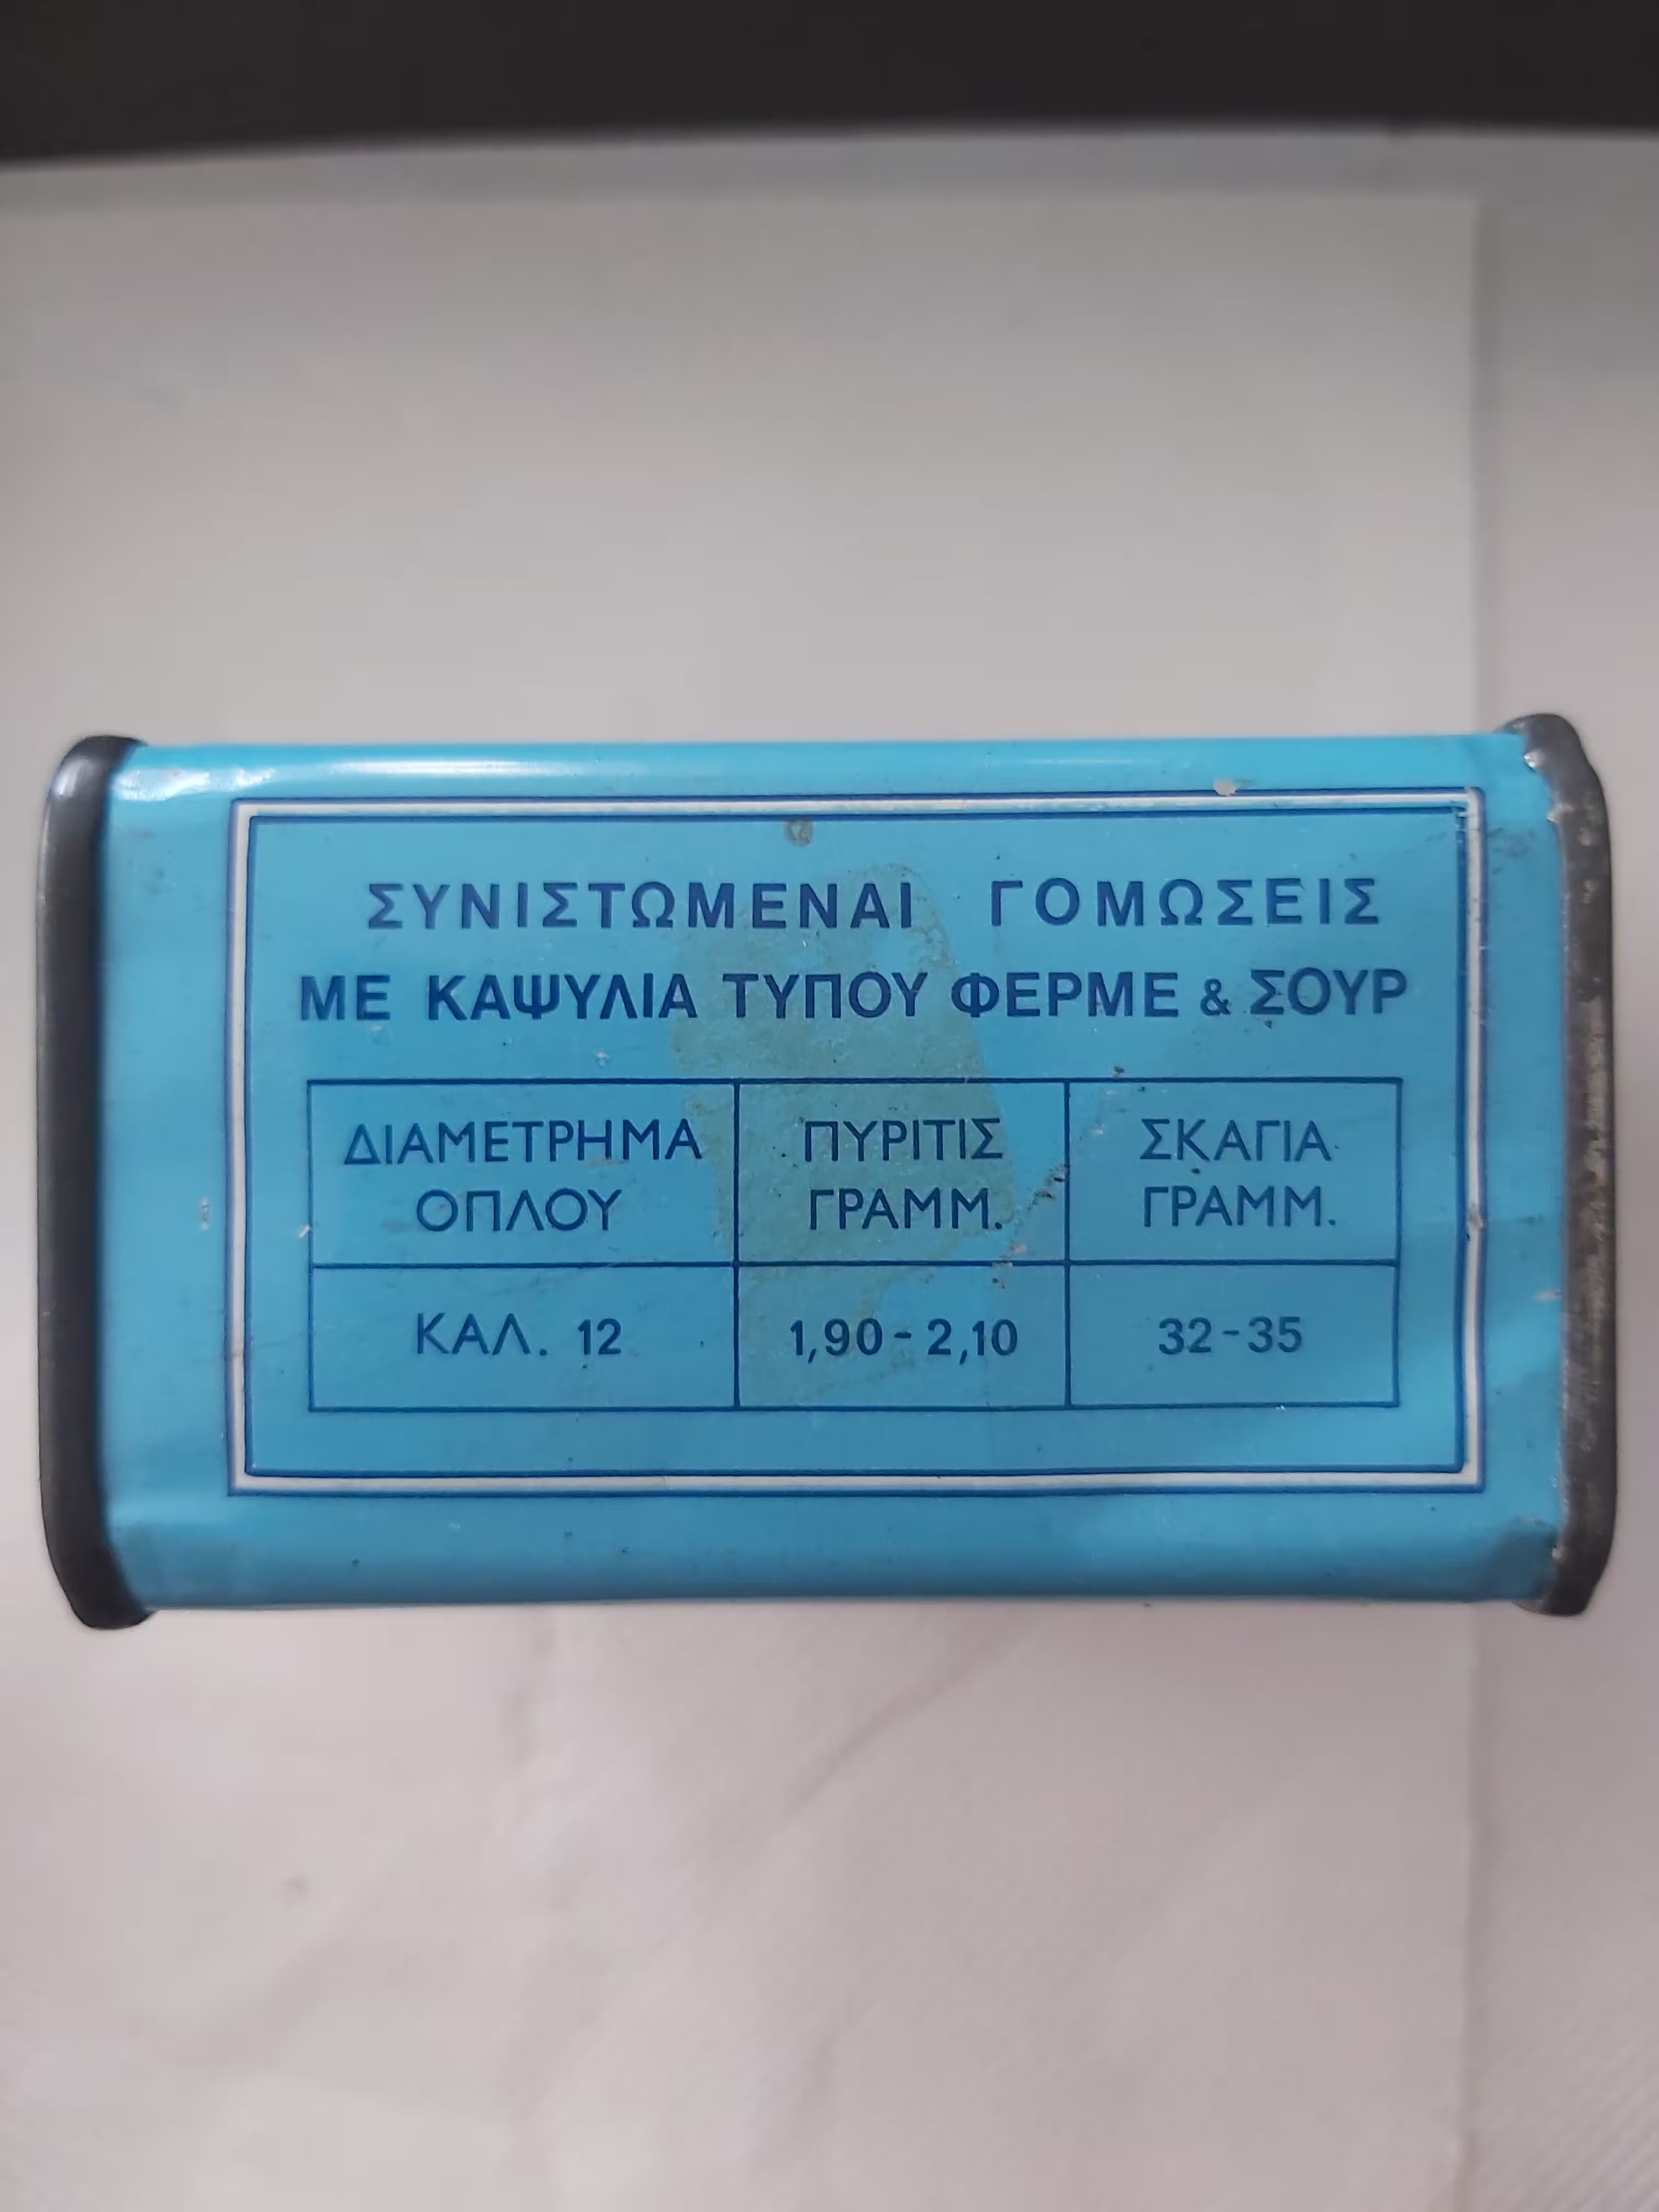 ΣΥΝΙΣΤΩΜΕΝΑΙ ΓΟΜΩΣΕΙΣ
ΜΕ ΚΑΨΥΛΙΑ ΤΥΠΟΥ ΦΕΡΜΕ & ΣΟΥΡ
ΔΙΑΜΕΤΡΗΜΑ ΟΠΛΟΥ
ΠΥΡΙΤΙΣ ΓΡΑΜΜ.
ΣΚΑΓΙΑ ΓΡΑΜΜ.
ΚΑΛ. 12
1,90-2,10
32-35